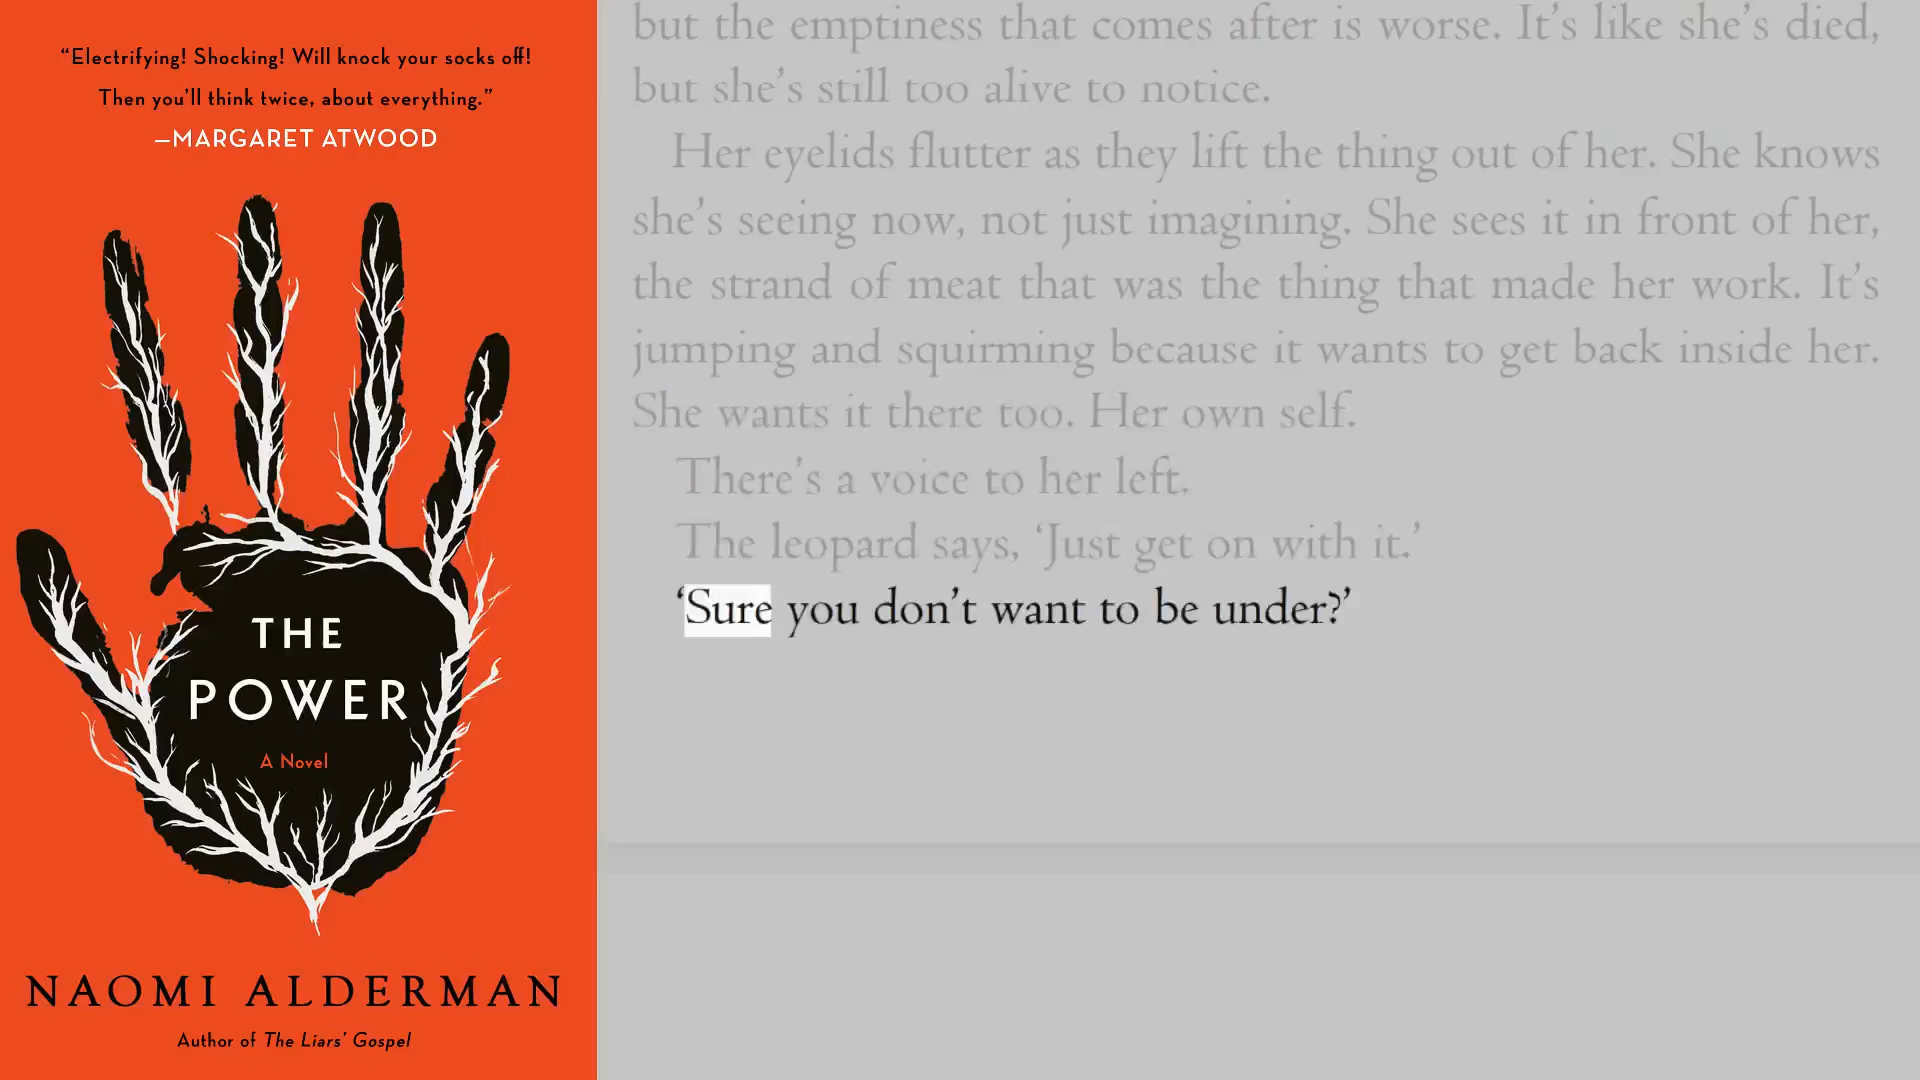 “Electrifying! Shocking! Will knock your socks off!
Then you’ll think twice, about everything.”
—MARGARET ATWOOD
THE
POWER
A Novel
NAOMI ALDERMAN
Author of The Liars’ Gospel
but the emptiness that comes after is worse. It’s like she’s died,
but she’s still too alive to notice.
Her eyelids flutter as they lift the thing out of her. She knows
she’s seeing now, not just imagining. She sees it in front of her,
the strand of meat that was the thing that made her work. It’s
jumping and squirming because it wants to get back inside her.
She wants it there too. Her own self.
There’s a voice to her left.
The leopard says, ‘Just get on with it.’
‘Sure you don’t want to be under?’